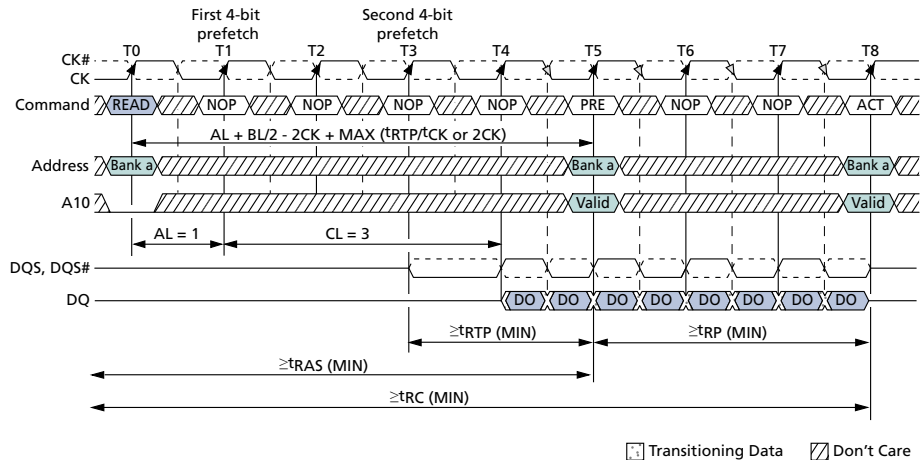 First 4-bit prefetch
Second 4-bit prefetch
T0 T1 T2 T3 T4 T5 T6 T7 T8
CK#
CK
Command READ NOP NOP NOP NOP PRE NOP NOP ACT
AL + BL/2 - 2CK + MAX (tRTP/tCK or 2CK)
Address Bank a Bank a Bank a
A10 Valid Valid
AL = 1 CL = 3
DQS, DQS#
DQ DO DO DO DO DO DO DO DO
≥tRTP (MIN) ≥tRP (MIN)
≥tRAS (MIN)
≥tRC (MIN)
Transitioning Data Don't Care